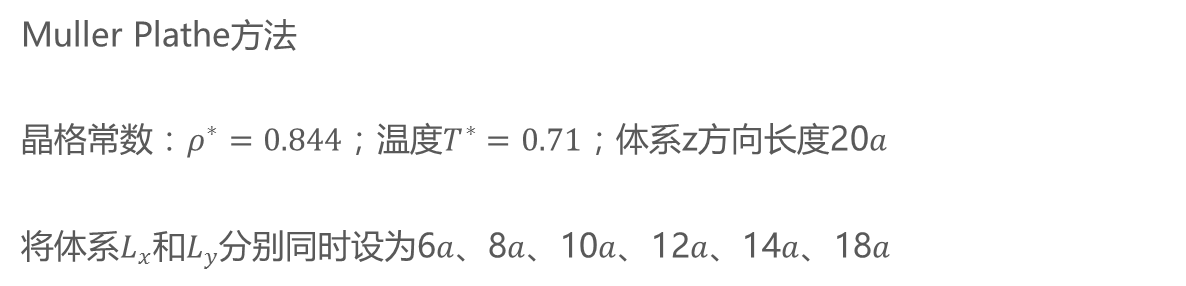 Muller Plathe方法
晶格常数：ρ* = 0.844；温度T* = 0.71；体系z方向长度20a
将体系Lₓ和L_y分别同时设为6a、8a、10a、12a、14a、18a